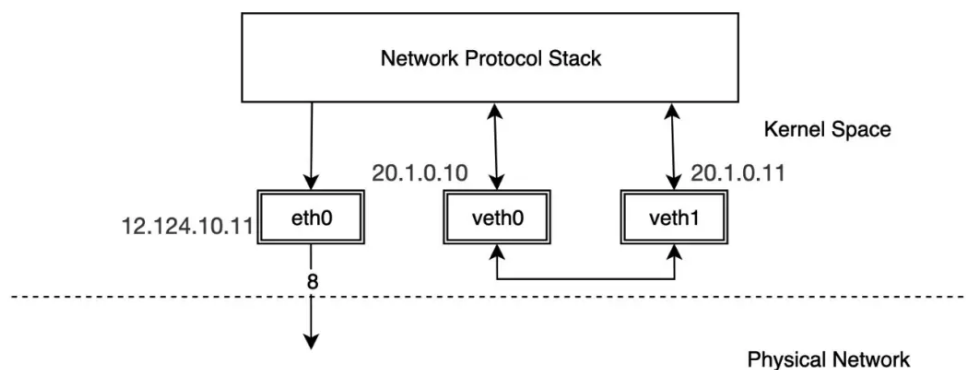 Network Protocol Stack
Kernel Space
20.1.0.10
20.1.0.11
12.124.10.11
eth0
veth0
veth1
8
Physical Network